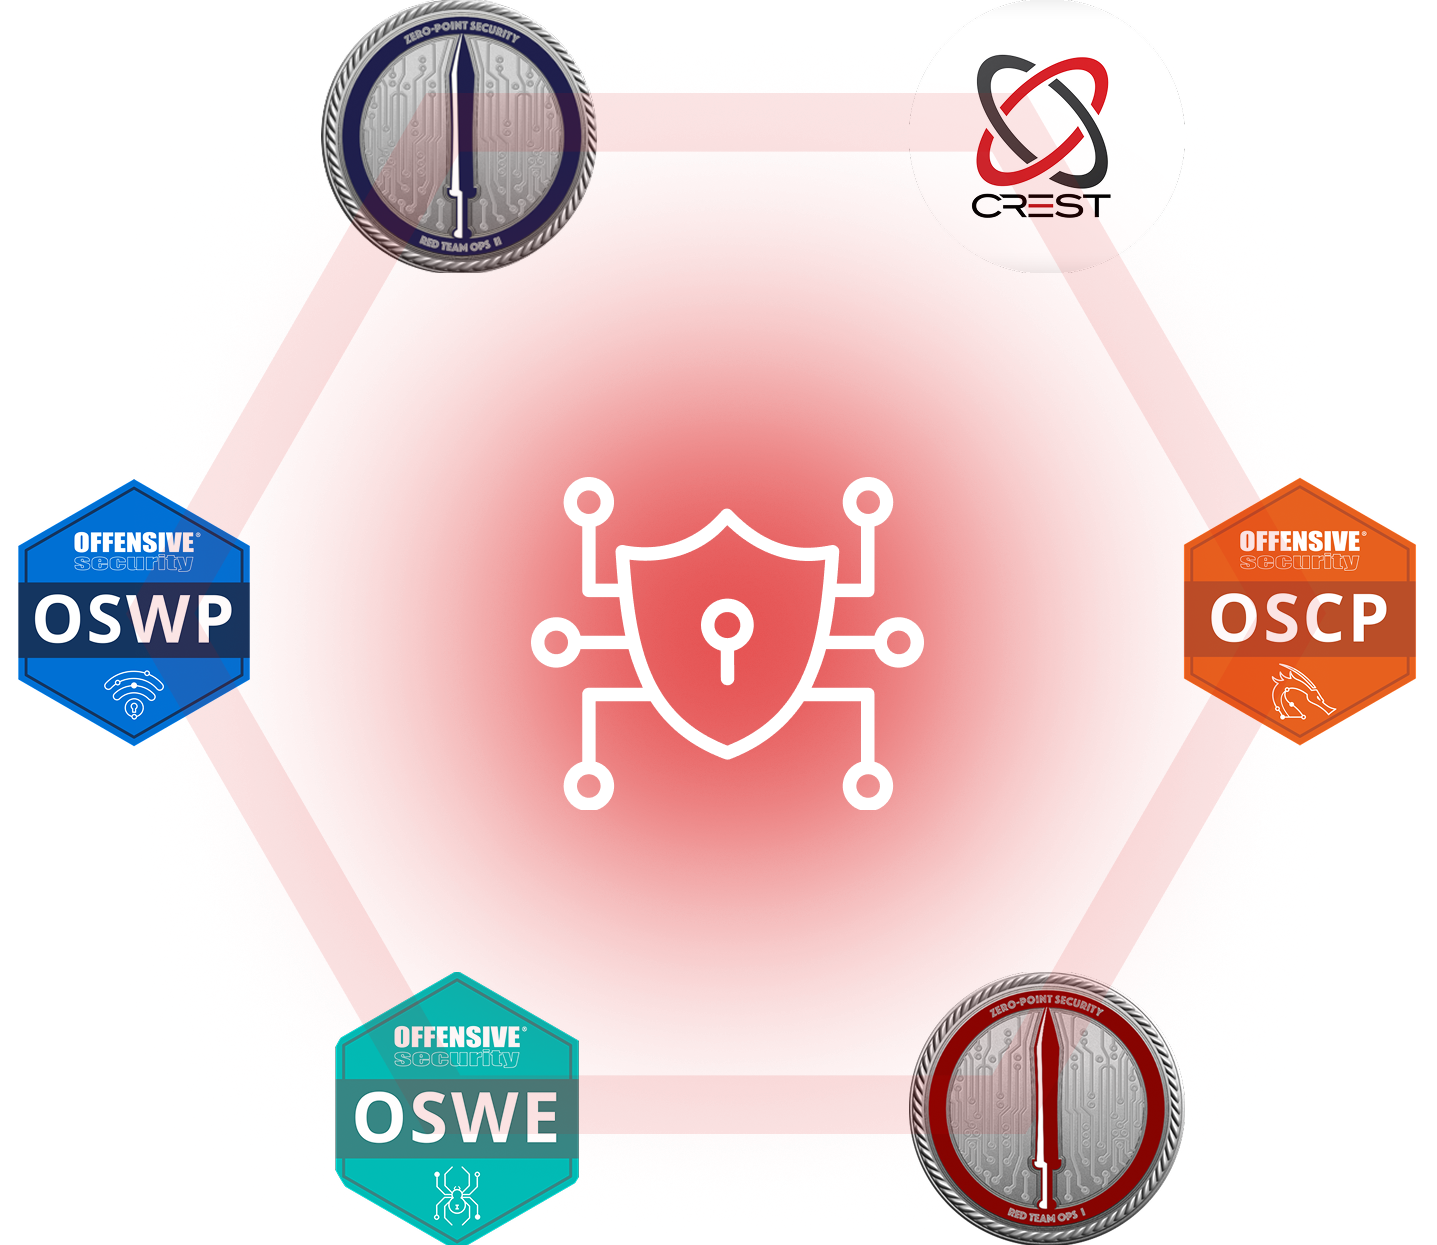 ZERO-POINT SECURITY
RED TEAM OPS II
CREST
OFFENSIVE®
security
OSWP
OFFENSIVE®
security
OSCP
OFFENSIVE®
security
OSWE
ZERO-POINT SECURITY
RED TEAM OPS I